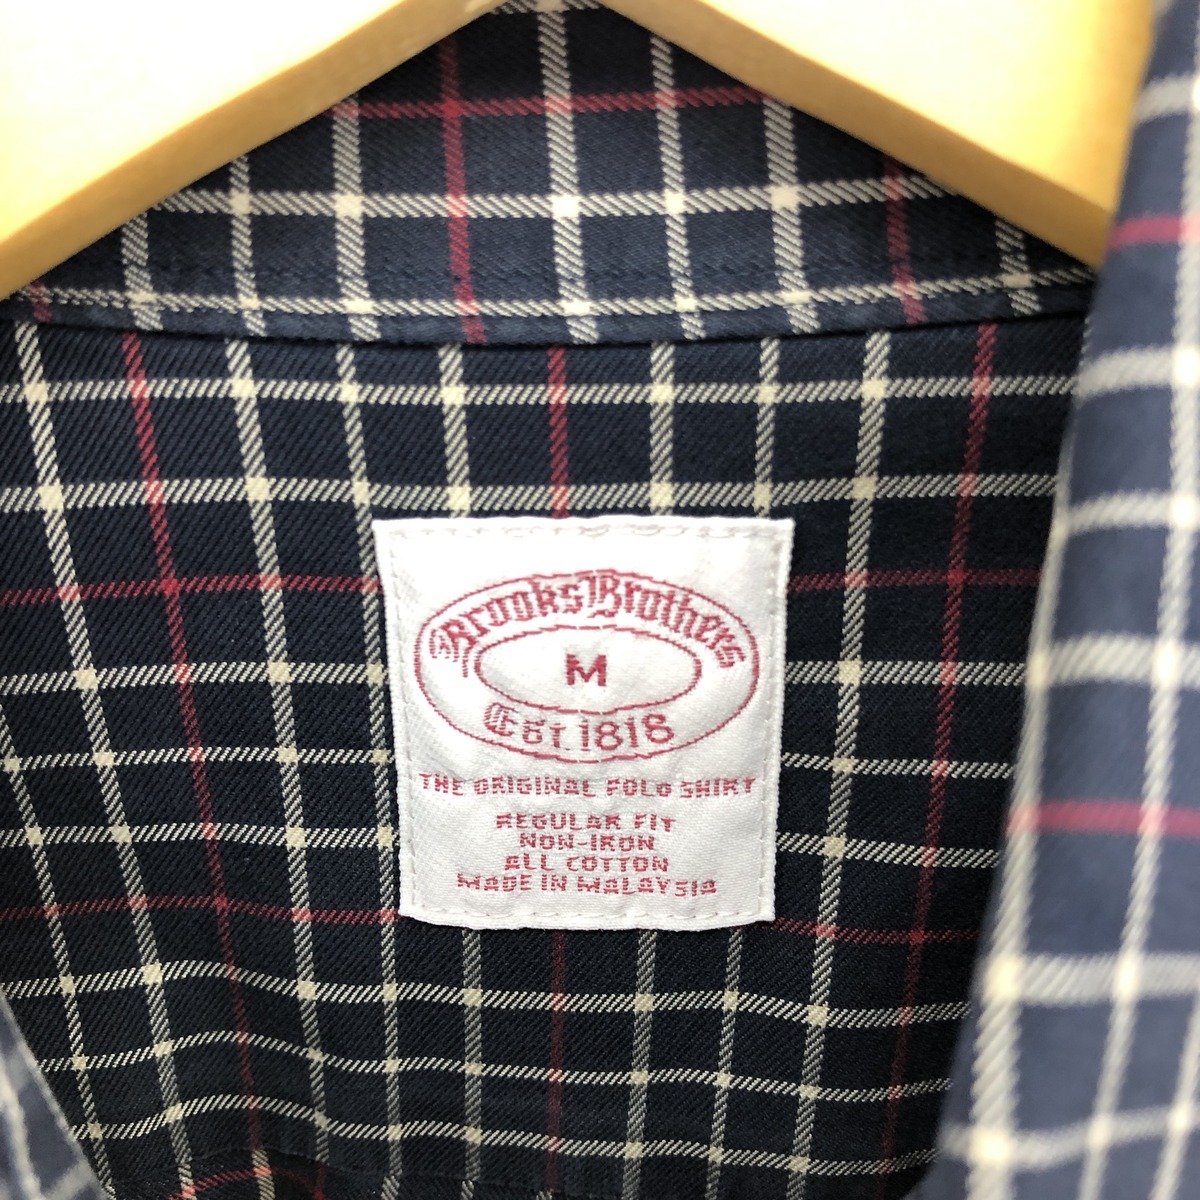 Brooks Brothers
M
Est. 1818
THE ORIGINAL POLO SHIRT
REGULAR FIT
NON-IRON
ALL COTTON
MADE IN MALAYSIA